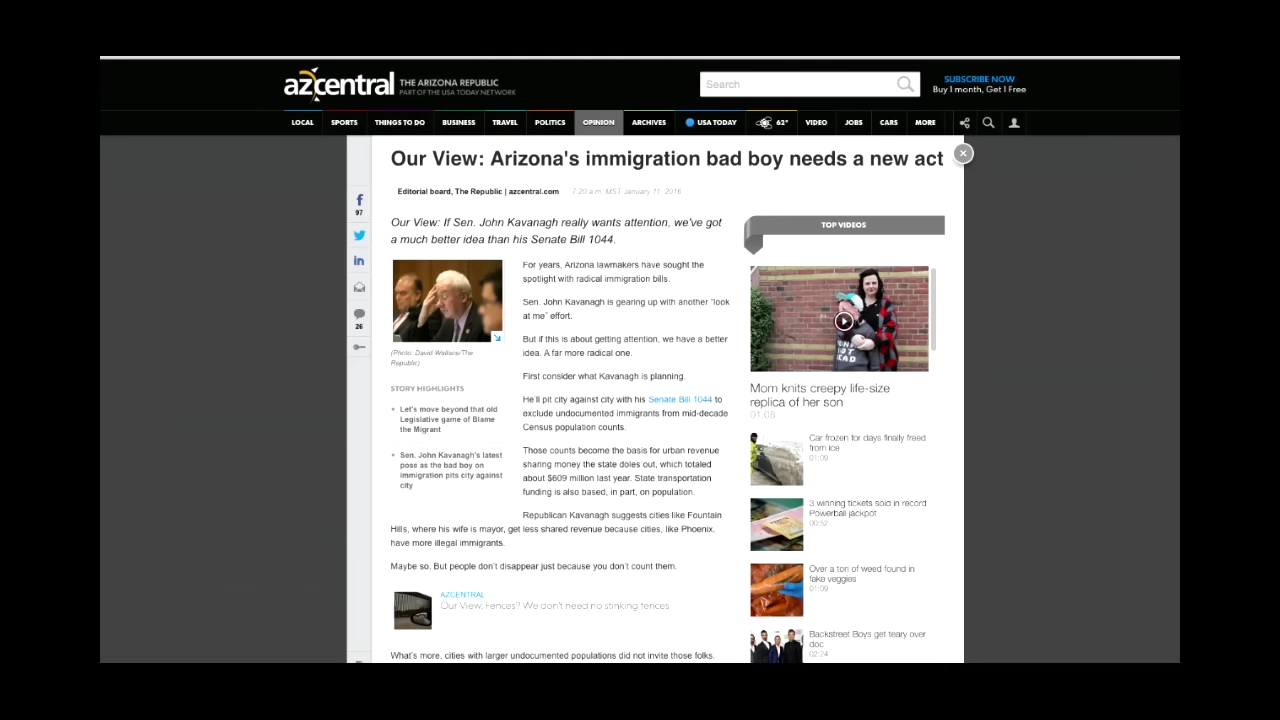 azcentral THE ARIZONA REPUBLIC
PART OF THE USA TODAY NETWORK
Search
SUBSCRIBE NOW
Buy 1 month, Get 1 Free
LOCAL SPORTS THINGS TO DO BUSINESS TRAVEL POLITICS OPINION ARCHIVES USA TODAY 62° VIDEO JOBS CARS MORE
Our View: Arizona's immigration bad boy needs a new act
Editorial board, The Republic | azcentral.com 7:20 a.m. MST January 11, 2016
97
26
Our View: If Sen. John Kavanagh really wants attention, we've got
a much better idea than his Senate Bill 1044.
(Photo: David Wallace/The
Republic)
STORY HIGHLIGHTS
Let's move beyond that old
Legislative game of Blame
the Migrant
Sen. John Kavanagh's latest
pose as the bad boy on
immigration pits city against
city
For years, Arizona lawmakers have sought the
spotlight with radical immigration bills.
Sen. John Kavanagh is gearing up with another "look
at me" effort.
But if this is about getting attention, we have a better
idea. A far more radical one.
First consider what Kavanagh is planning.
He'll pit city against city with his Senate Bill 1044 to
exclude undocumented immigrants from mid-decade
Census population counts.
Those counts become the basis for urban revenue
sharing money the state doles out, which totaled
about $609 million last year. State transportation
funding is also based, in part, on population.
Republican Kavanagh suggests cities like Fountain
Hills, where his wife is mayor, get less shared revenue because cities, like Phoenix,
have more illegal immigrants.
Maybe so. But people don't disappear just because you don't count them.
AZCENTRAL
Our View: Fences? We don't need no stinking fences
What's more, cities with larger undocumented populations did not invite those folks.
TOP VIDEOS
Mom knits creepy life-size
replica of her son
01:08
Car frozen for days finally freed
from ice
01:09
3 winning tickets sold in record
Powerball jackpot
00:52
Over a ton of weed found in
fake veggies
01:09
Backstreet Boys get teary over
doc
02:24